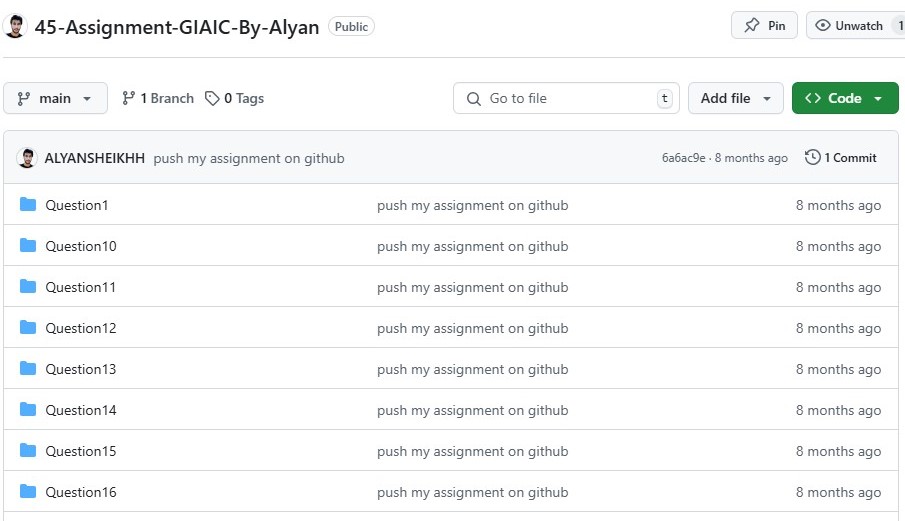 45-Assignment-GIAIC-By-Alyan Public Pin Unwatch 1
main 1 Branch 0 Tags Go to file t Add file Code
ALYANSHEIKHH push my assignment on github 6a6ac9e · 8 months ago 1 Commit
Question1 push my assignment on github 8 months ago
Question10 push my assignment on github 8 months ago
Question11 push my assignment on github 8 months ago
Question12 push my assignment on github 8 months ago
Question13 push my assignment on github 8 months ago
Question14 push my assignment on github 8 months ago
Question15 push my assignment on github 8 months ago
Question16 push my assignment on github 8 months ago